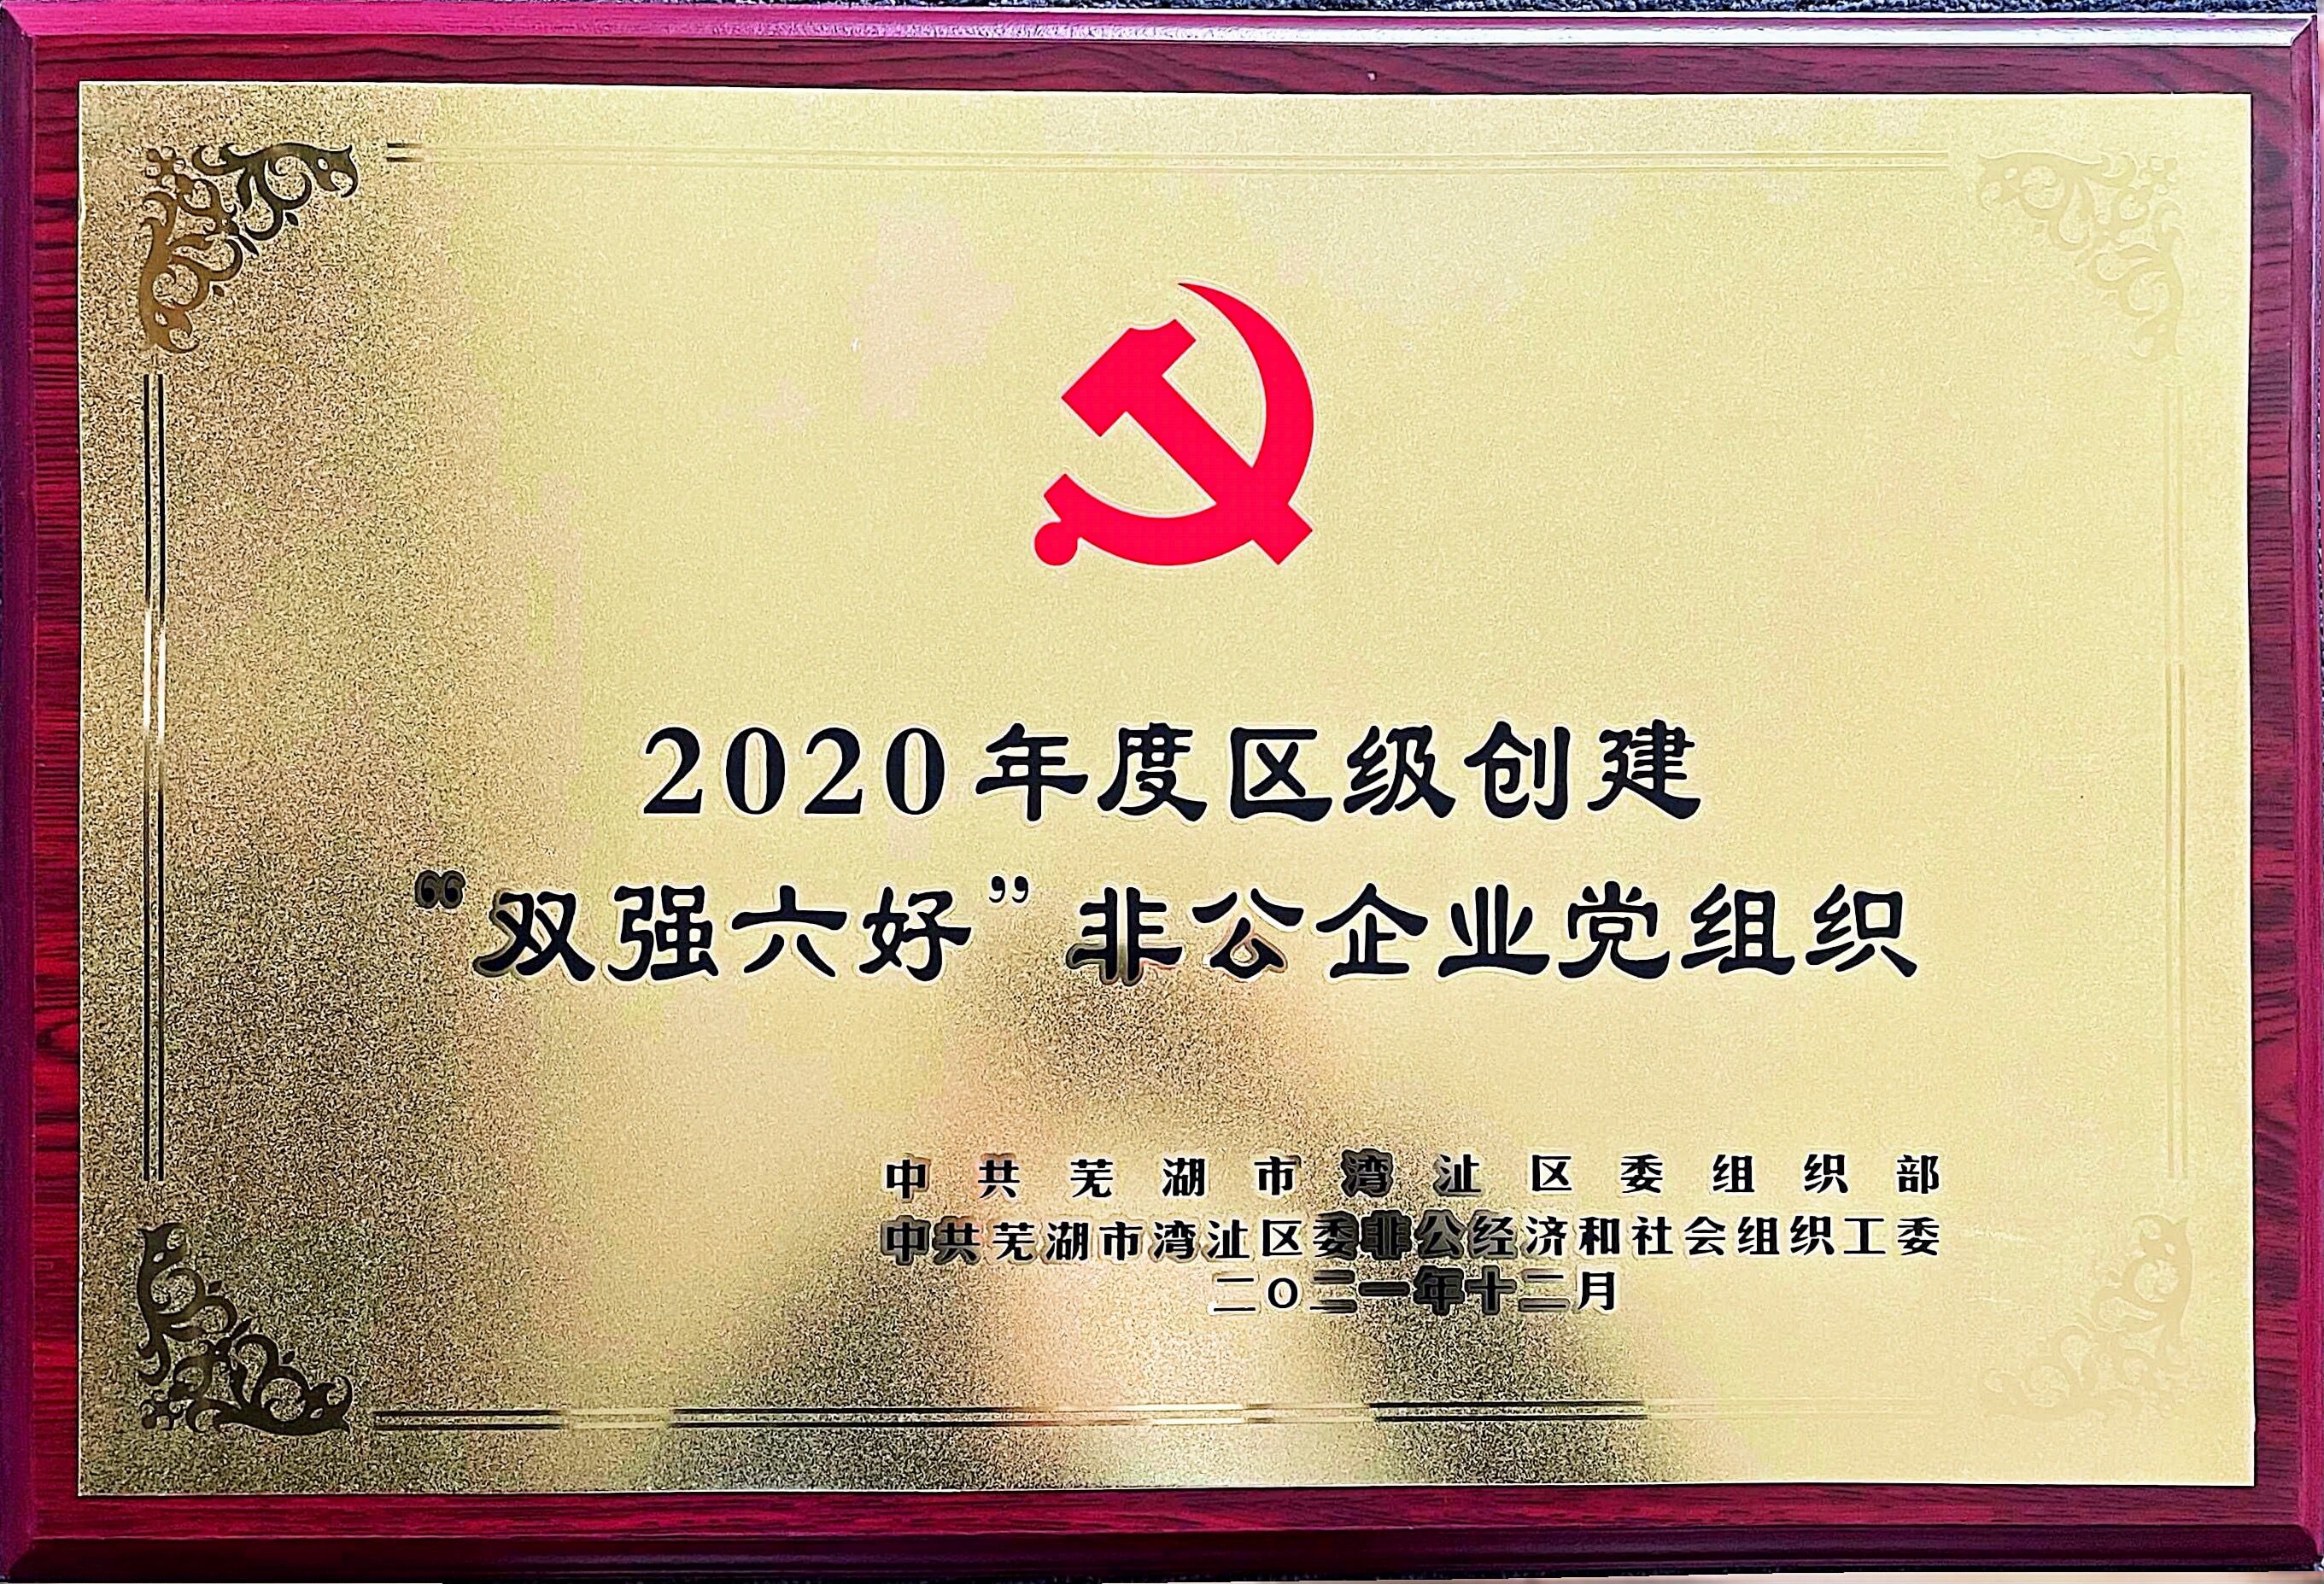 2020年度区级创建
“双强六好”非公企业党组织
中共芜湖市湾沚区委组织部
中共芜湖市湾沚区委非公经济和社会组织工委
二〇二一年十二月